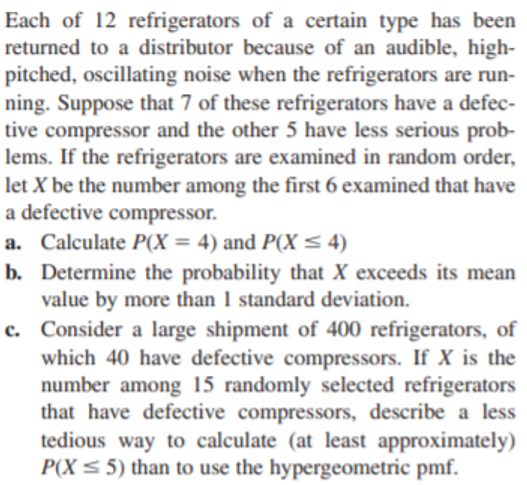 Each of 12 refrigerators of a certain type has been
returned to a distributor because of an audible, high-
pitched, oscillating noise when the refrigerators are run-
ning. Suppose that 7 of these refrigerators have a defec-
tive compressor and the other 5 have less serious prob-
lems. If the refrigerators are examined in random order,
let X be the number among the first 6 examined that have
a defective compressor.
a. Calculate P(X = 4) and P(X ≤ 4)
b. Determine the probability that X exceeds its mean
value by more than 1 standard deviation.
c. Consider a large shipment of 400 refrigerators, of
which 40 have defective compressors. If X is the
number among 15 randomly selected refrigerators
that have defective compressors, describe a less
tedious way to calculate (at least approximately)
P(X ≤ 5) than to use the hypergeometric pmf.